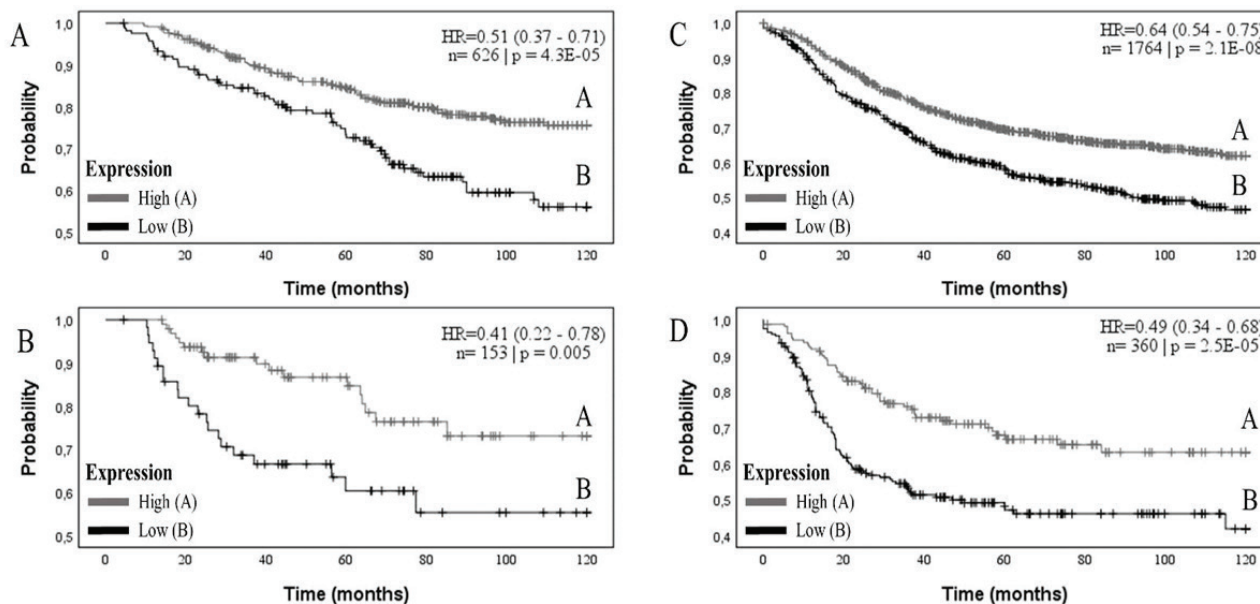 A
HR=0.51 (0.37 - 0.71)
n= 626 | p = 4.3E-05
1,0
0,9
0,8
0,7
0,6
0,5
Probability
Expression
High (A)
Low (B)
A
B
0 20 40 60 80 100 120
Time (months)
C
HR=0.64 (0.54 - 0.75)
n= 1764 | p = 2.1E-08
1,0
0,9
0,8
0,7
0,6
0,5
0,4
Probability
Expression
High (A)
Low (B)
A
B
0 20 40 60 80 100 120
Time (months)
B
HR=0.41 (0.22 - 0.78)
n= 153 | p = 0.005
1,0
0,9
0,8
0,7
0,6
0,5
Probability
Expression
High (A)
Low (B)
A
B
0 20 40 60 80 100 120
Time (months)
D
HR=0.49 (0.34 - 0.68)
n= 360 | p = 2.5E-05
1,0
0,9
0,8
0,7
0,6
0,5
0,4
Probability
Expression
High (A)
Low (B)
A
B
0 20 40 60 80 100 120
Time (months)